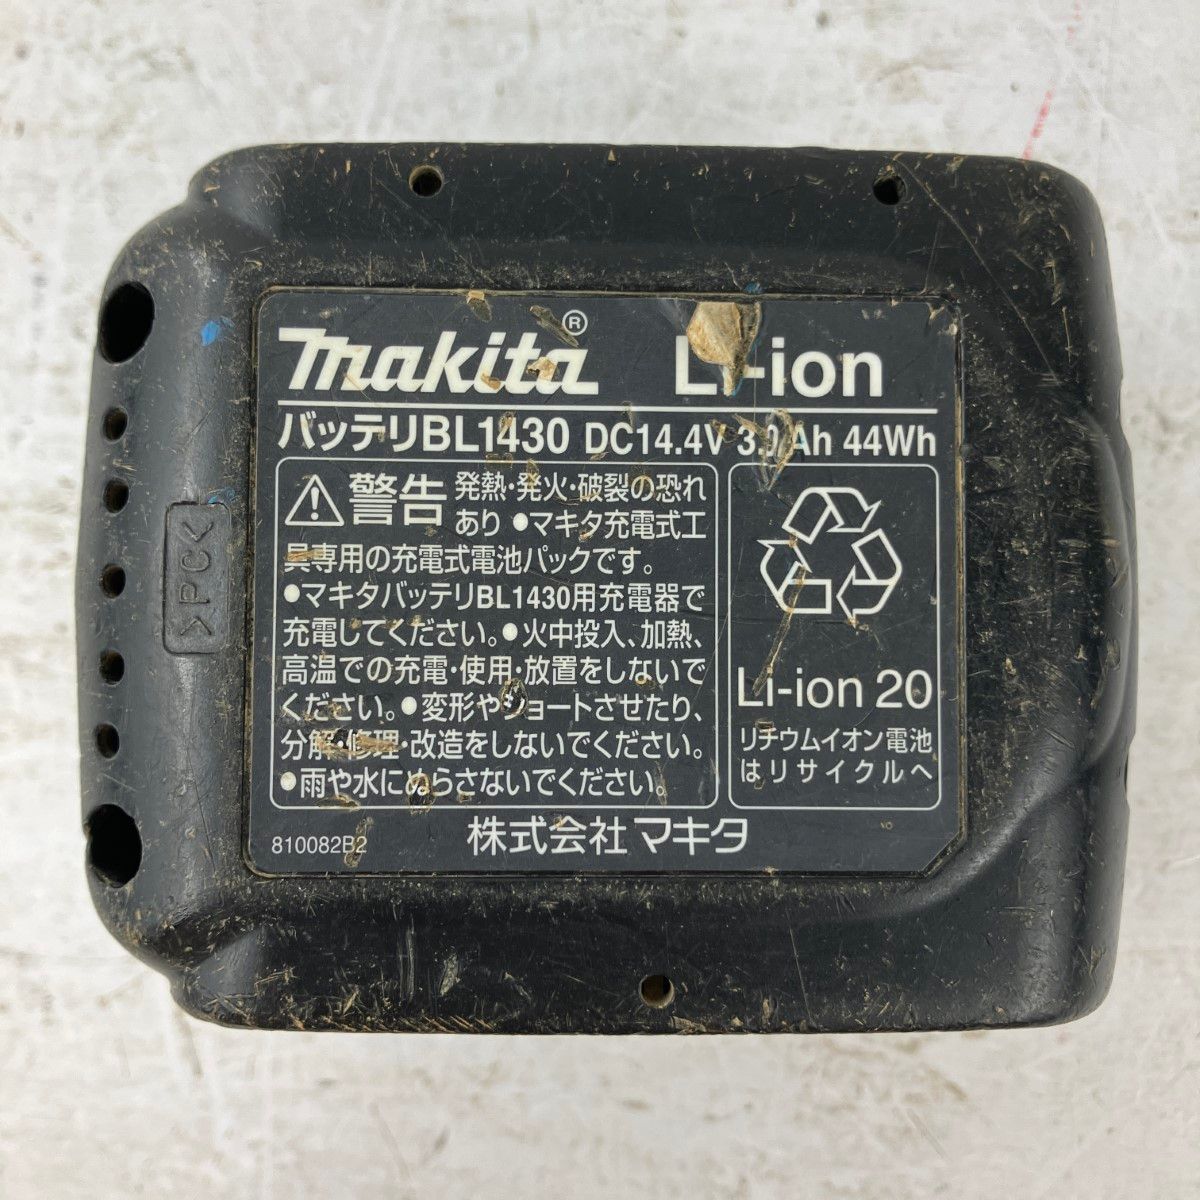 makita® Li-ion
バッテリBL1430 DC14.4V 3.0Ah 44Wh
警告 発熱・発火・破裂の恐れ
あり ●マキタ充電式工
具専用の充電式電池パックです。
●マキタバッテリBL1430用充電器で
充電してください。●火中投入、加熱、
高温での充電・使用・放置をしないで
ください。●変形やショートさせたり、
分解・修理・改造をしないでください。
●雨や水にぬらさないでください。
Li-ion 20
リチウムイオン電池
はリサイクルへ
810082B2
株式会社マキタ
>PC<